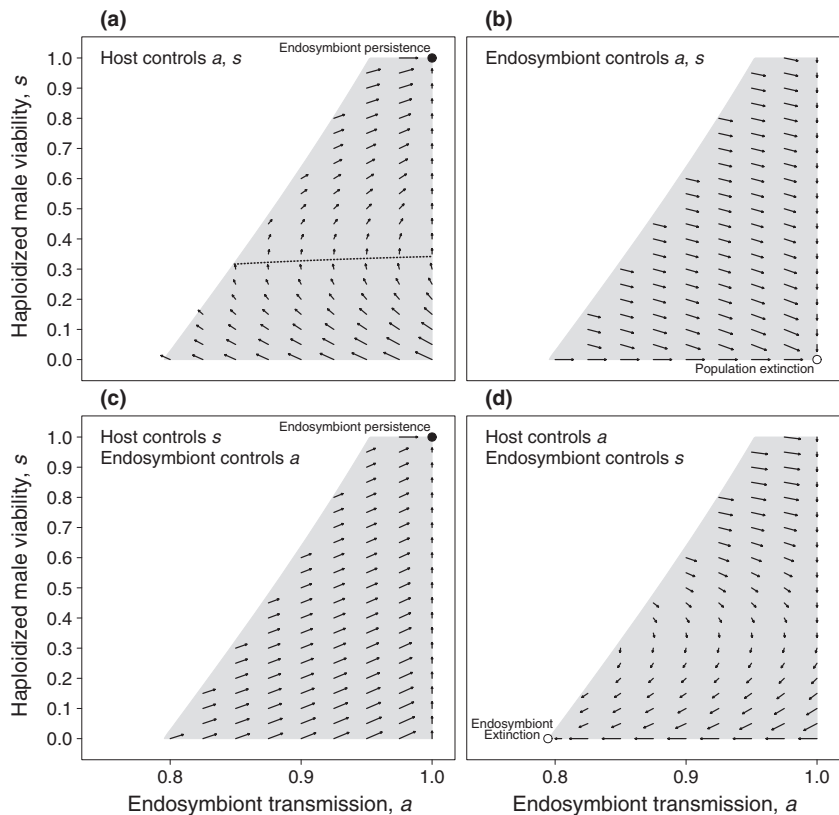 (a)
Host controls a, s
Endosymbiont persistence
1.0
0.9
0.8
0.7
0.6
0.5
0.4
0.3
0.2
0.1
0.0
Haploidized male viability, s
(b)
Endosymbiont controls a, s
Population extinction
(c)
Host controls s
Endosymbiont controls a
Endosymbiont persistence
1.0
0.9
0.8
0.7
0.6
0.5
0.4
0.3
0.2
0.1
0.0
Haploidized male viability, s
0.8
0.9
1.0
Endosymbiont transmission, a
(d)
Host controls a
Endosymbiont controls s
Endosymbiont
Extinction
0.8
0.9
1.0
Endosymbiont transmission, a